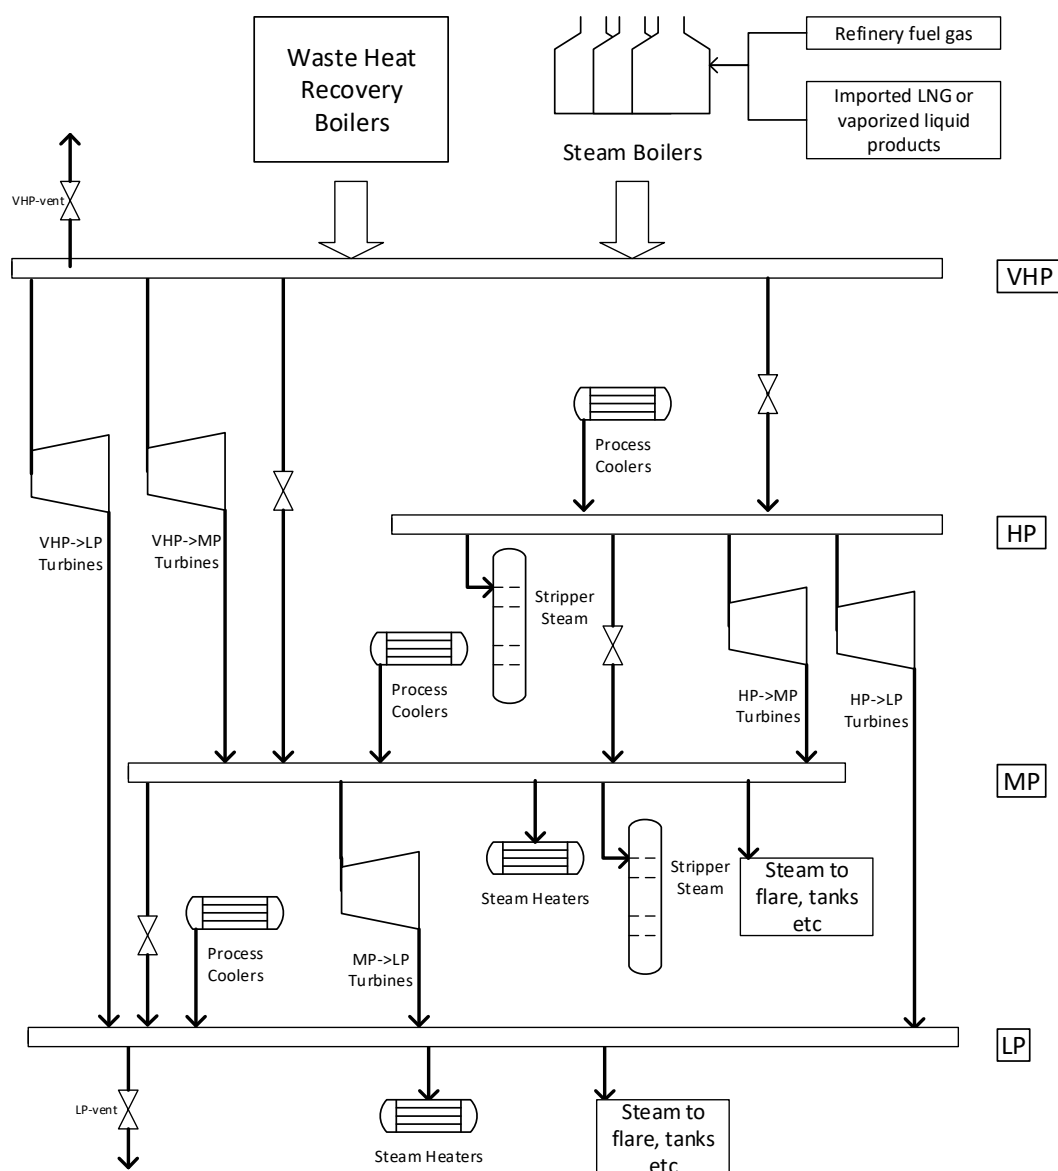 Waste Heat
Recovery
Boilers
Steam Boilers
Refinery fuel gas
Imported LNG or
vaporized liquid
products
VHP-vent
VHP
Process
Coolers
VHP->LP
Turbines
VHP->MP
Turbines
HP
Stripper
Steam
Process
Coolers
HP->MP
Turbines
HP->LP
Turbines
MP
Process
Coolers
MP->LP
Turbines
Steam Heaters
Stripper
Steam
Steam to
flare, tanks
etc
LP
LP-vent
Steam Heaters
Steam to
flare, tanks
etc